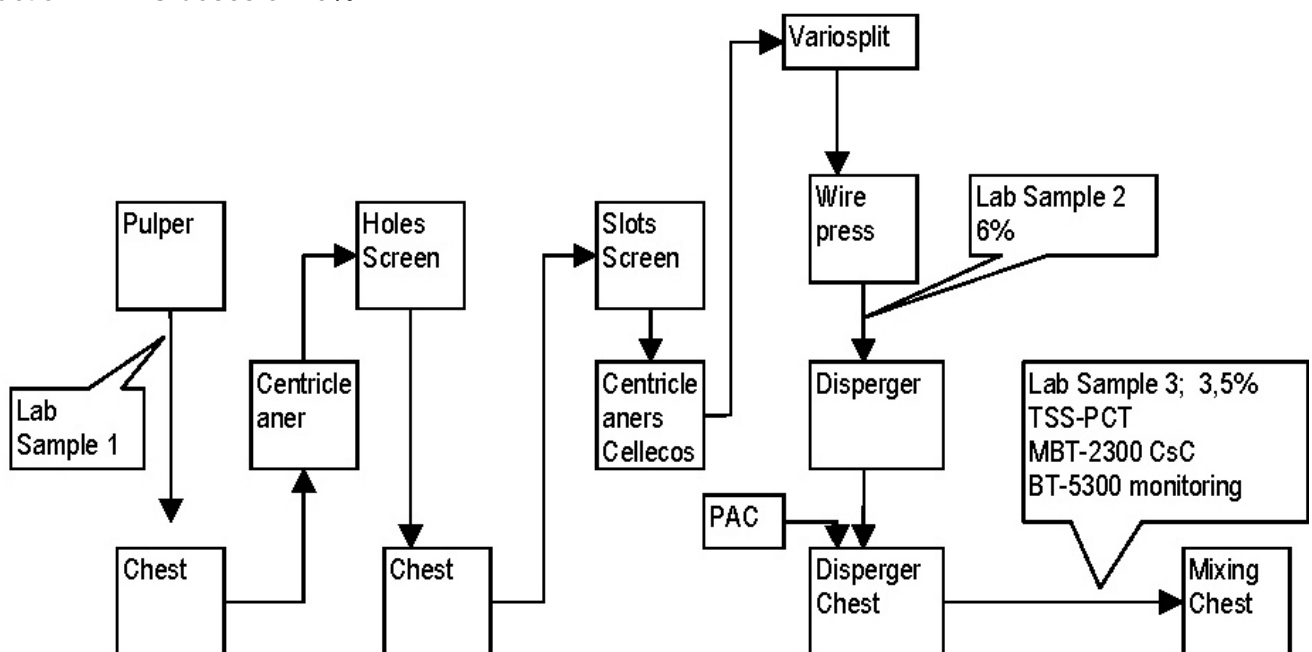 Variosplit
Pulper
Holes
Screen
Slots
Screen
Wire
press
Lab Sample 2
6%
Lab
Sample 1
Centricle
aner
Centricle
aners
Cellecos
Disperger
Lab Sample 3; 3,5%
TSS-PCT
MBT-2300 CsC
BT-5300 monitoring
PAC
Chest
Chest
Disperger
Chest
Mixing
Chest